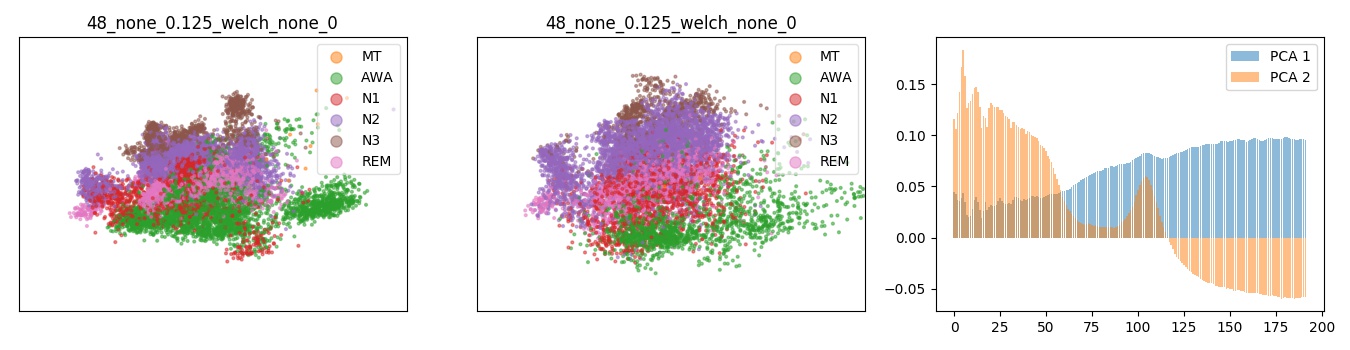 48_none_0.125_welch_none_0
MT
AWA
N1
N2
N3
REM
48_none_0.125_welch_none_0
MT
AWA
N1
N2
N3
REM
PCA 1
PCA 2
0.15
0.10
0.05
0.00
−0.05
0 25 50 75 100 125 150 175 200